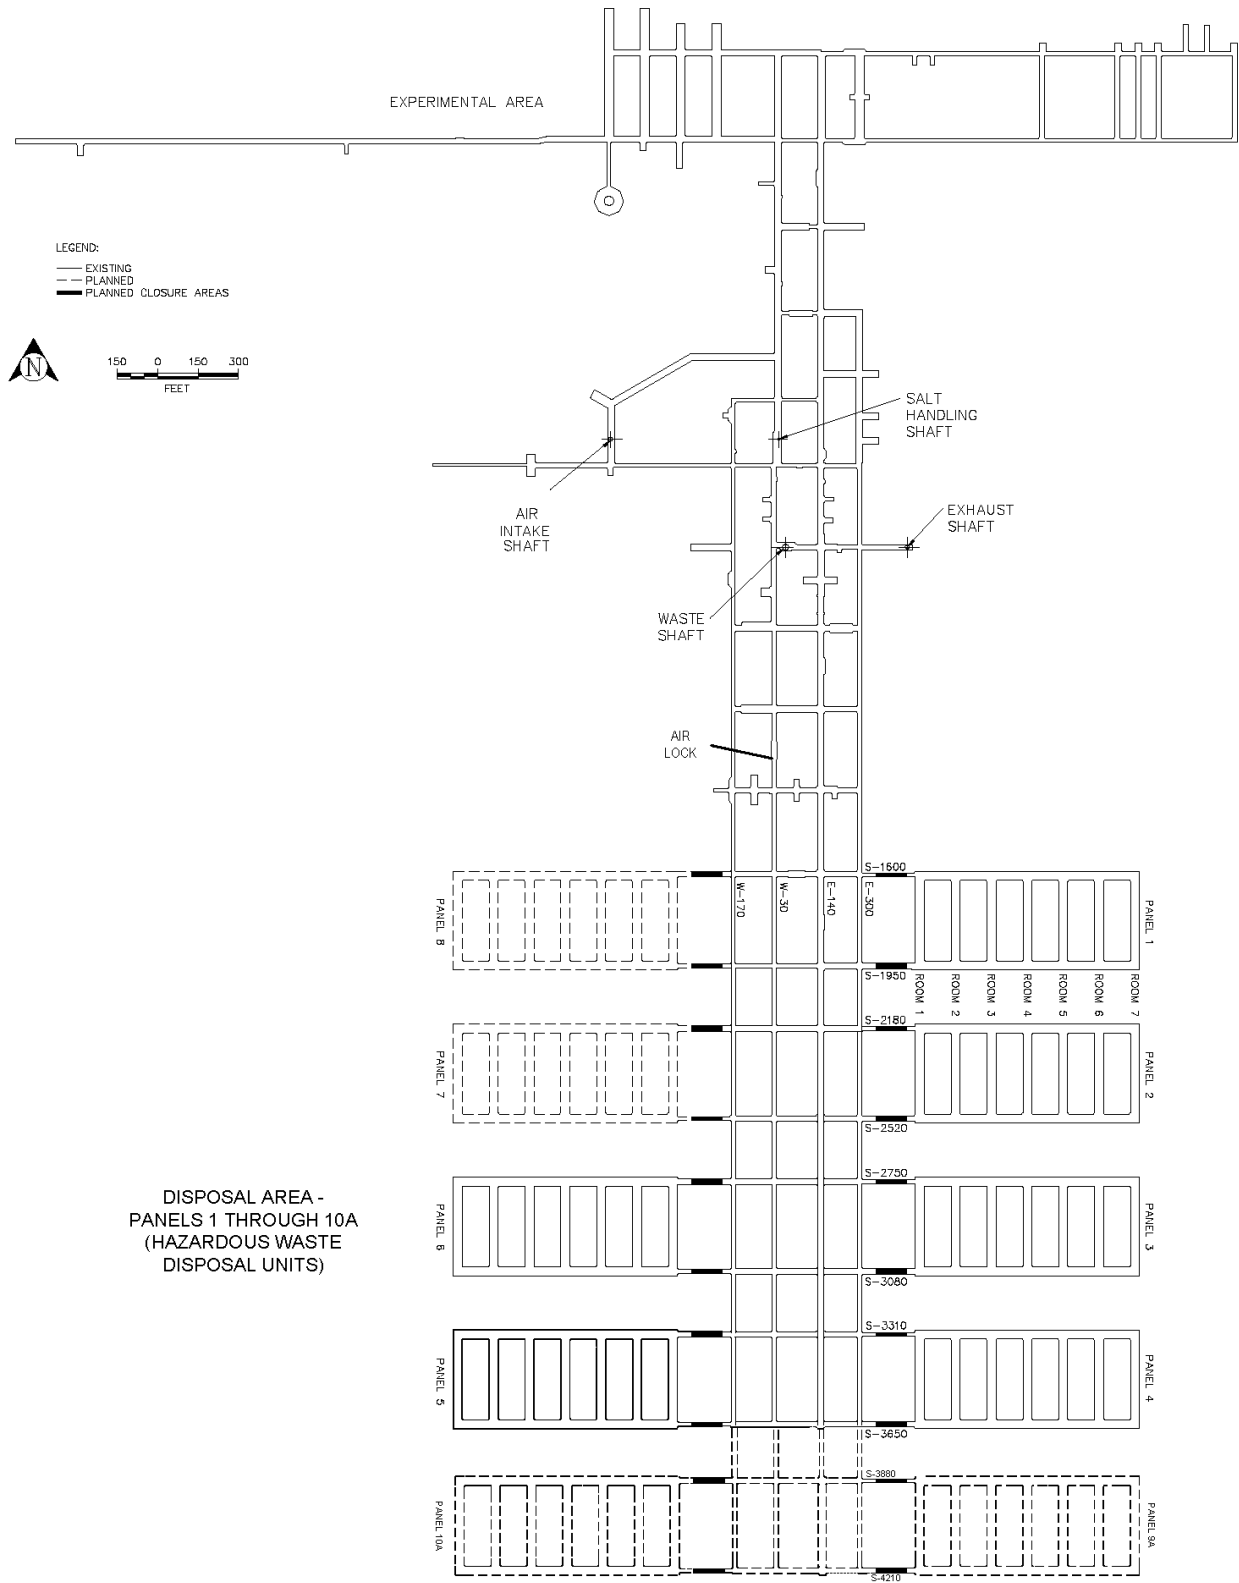 EXPERIMENTAL AREA
LEGEND:
EXISTING
PLANNED
PLANNED CLOSURE AREAS
N
150 0 150 300
FEET
SALT
HANDLING
SHAFT
AIR
INTAKE
SHAFT
EXHAUST
SHAFT
WASTE
SHAFT
AIR
LOCK
S-1600
W-170
W-30
E-140
E-300
PANEL 8
PANEL 1
S-1950
ROOM 1
ROOM 2
ROOM 3
ROOM 4
ROOM 5
ROOM 6
ROOM 7
S-2180
PANEL 7
PANEL 2
S-2520
S-2750
DISPOSAL AREA -
PANELS 1 THROUGH 10A
(HAZARDOUS WASTE
DISPOSAL UNITS)
PANEL 6
PANEL 3
S-3080
S-3310
PANEL 5
PANEL 4
S-3650
S-3880
PANEL 10A
PANEL 9A
S-4210